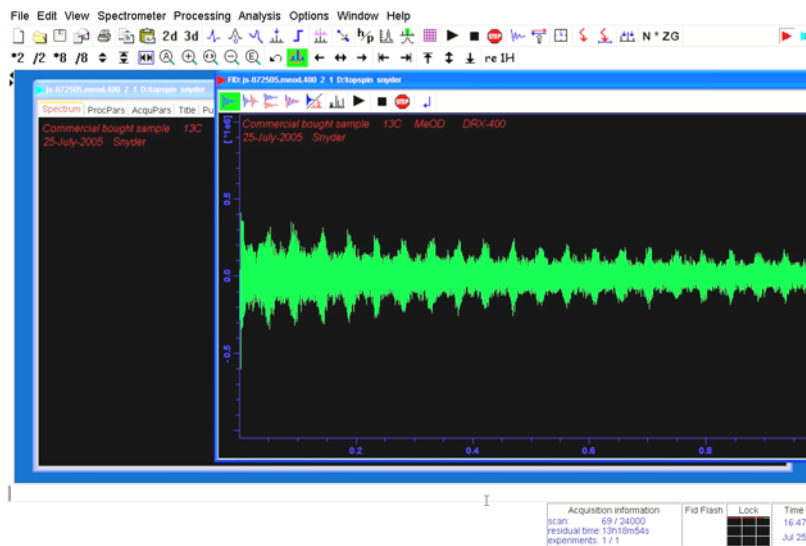 File Edit View Spectrometer Processing Analysis Options Window Help
2d 3d h/p N * ZG
*2 /2 *8 /8 re 1H
FID: js-072505.meod.400 2 1 D:\topspin snyder
js-072505.meod.400 2 1 D:\topspin snyder
Spectrum ProcPars AcquPars Title Pu
Commercial bought sample 13C
25-July-2005 Snyder
Commercial bought sample 13C MeOD DRX-400
25-July-2005 Snyder
[*1e6]
0.5
0.0
-0.5
0.2 0.4 0.6 0.8
Acquisition information Fid Flash Lock Time
scan: 69 / 24000 16:47
residual time: 13h18m54s
experiments: 1 / 1 Jul 25